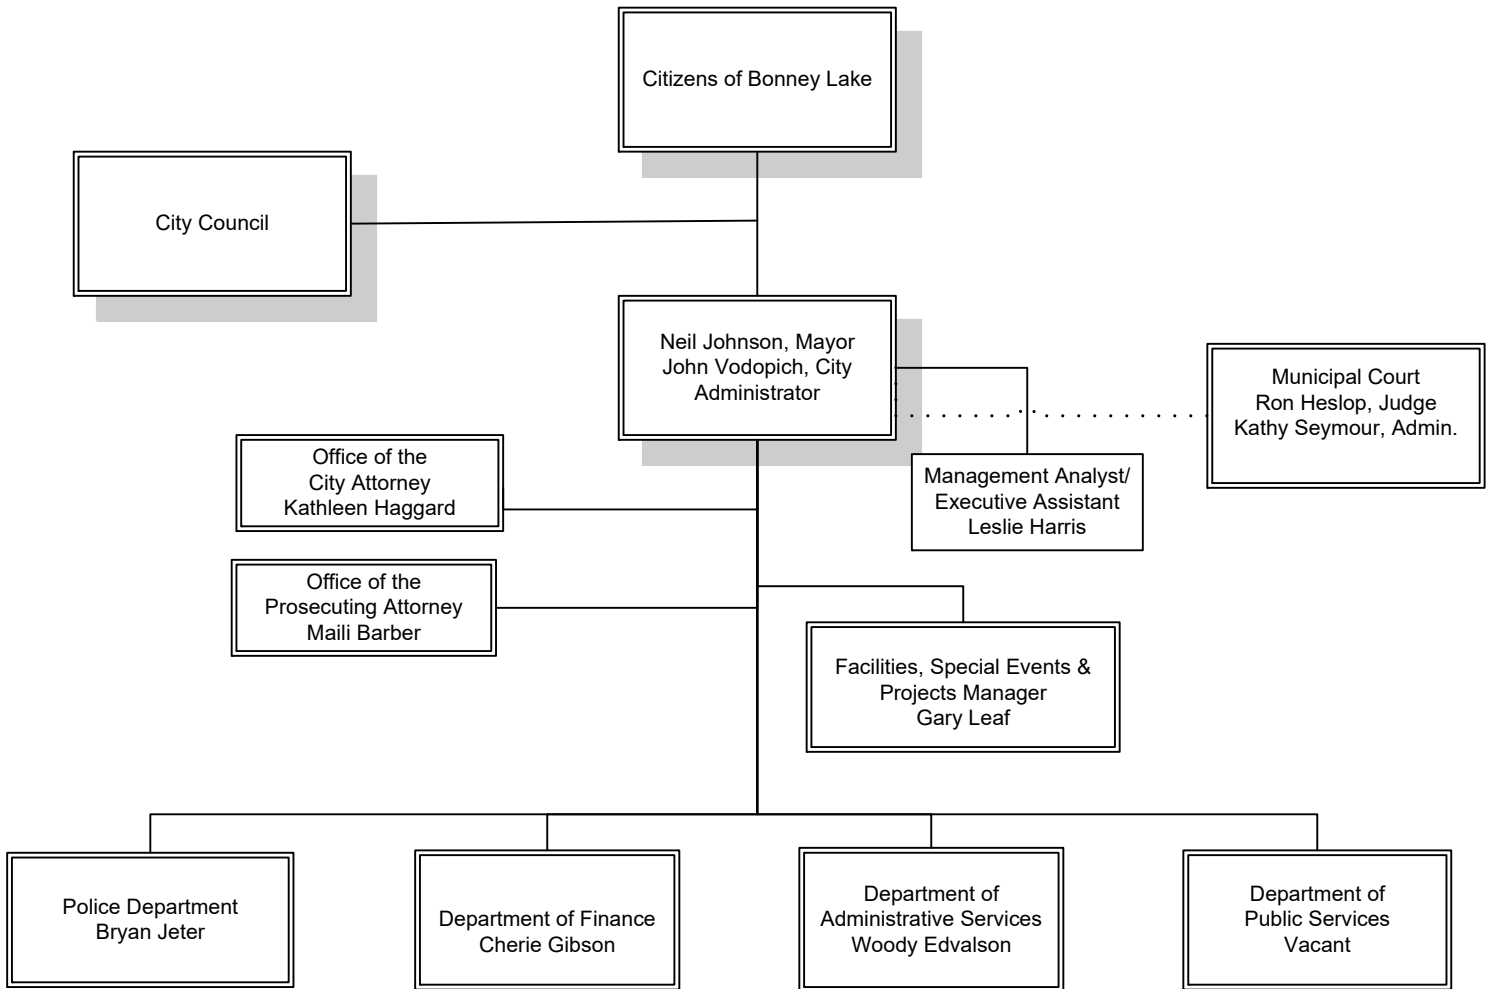 Citizens of Bonney Lake
City Council
Neil Johnson, Mayor
John Vodopich, City
Administrator
Municipal Court
Ron Heslop, Judge
Kathy Seymour, Admin.
Office of the
City Attorney
Kathleen Haggard
Management Analyst/
Executive Assistant
Leslie Harris
Office of the
Prosecuting Attorney
Maili Barber
Facilities, Special Events &
Projects Manager
Gary Leaf
Police Department
Bryan Jeter
Department of Finance
Cherie Gibson
Department of
Administrative Services
Woody Edvalson
Department of
Public Services
Vacant